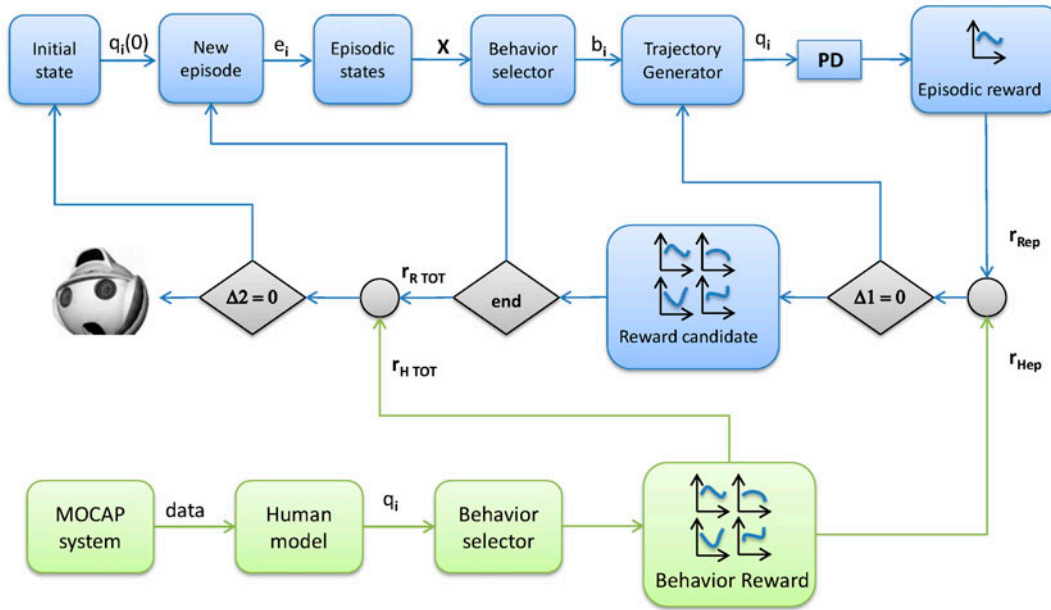 Initial
state
qi(0)
New
episode
ei
Episodic
states
X
Behavior
selector
bi
Trajectory
Generator
qi
PD
Episodic reward
rRep
Δ2 = 0
rR TOT
end
Reward candidate
Δ1 = 0
rH TOT
rHep
MOCAP
system
data
Human
model
qi
Behavior
selector
Behavior Reward